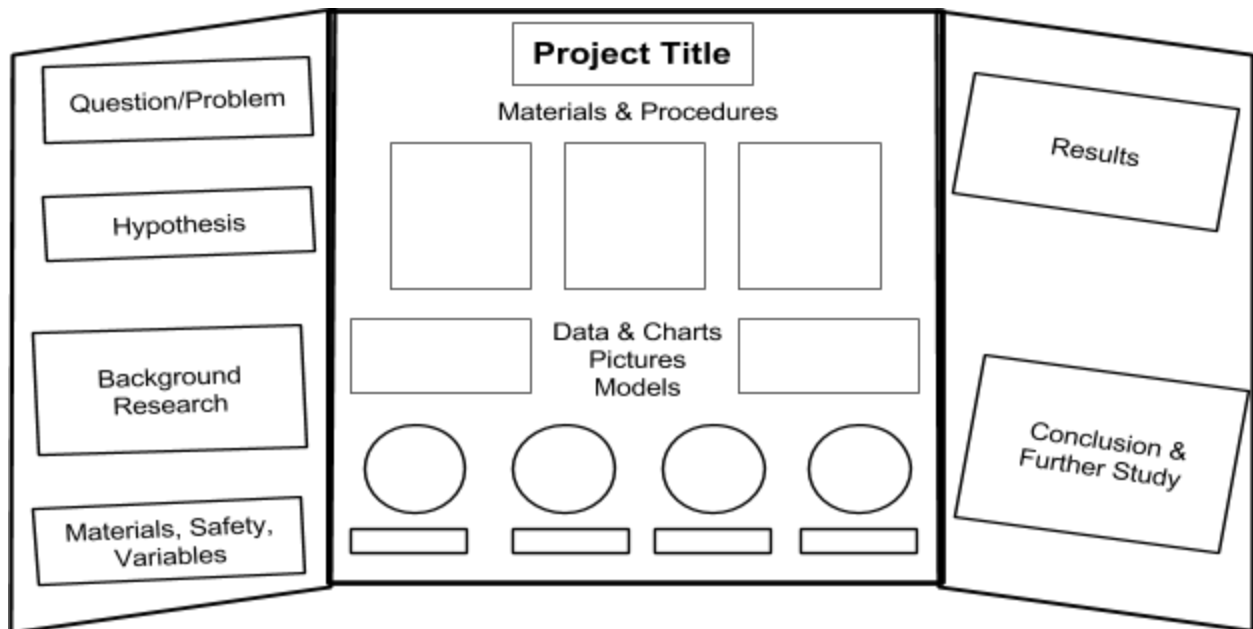 Question/Problem
Hypothesis
Background
Research
Materials, Safety,
Variables
Project Title
Materials & Procedures
Data & Charts
Pictures
Models
Results
Conclusion &
Further Study